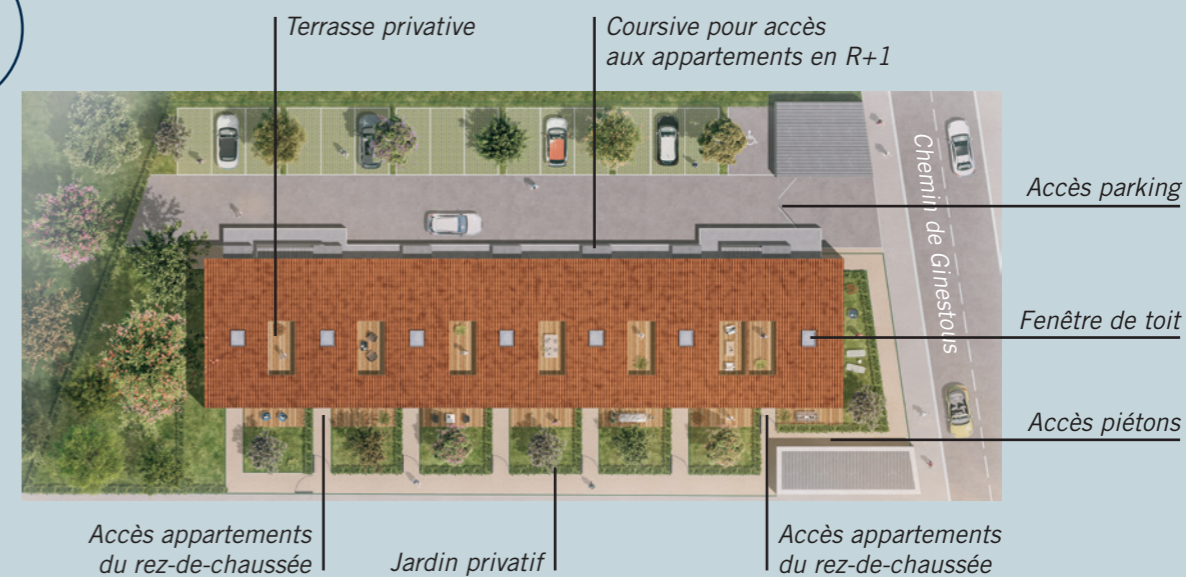 Terrasse privative
Coursive pour accès
aux appartements en R+1
Chemin de Ginestous
Accès parking
Fenêtre de toit
Accès piétons
Accès appartements
du rez-de-chaussée
Jardin privatif
Accès appartements
du rez-de-chaussée